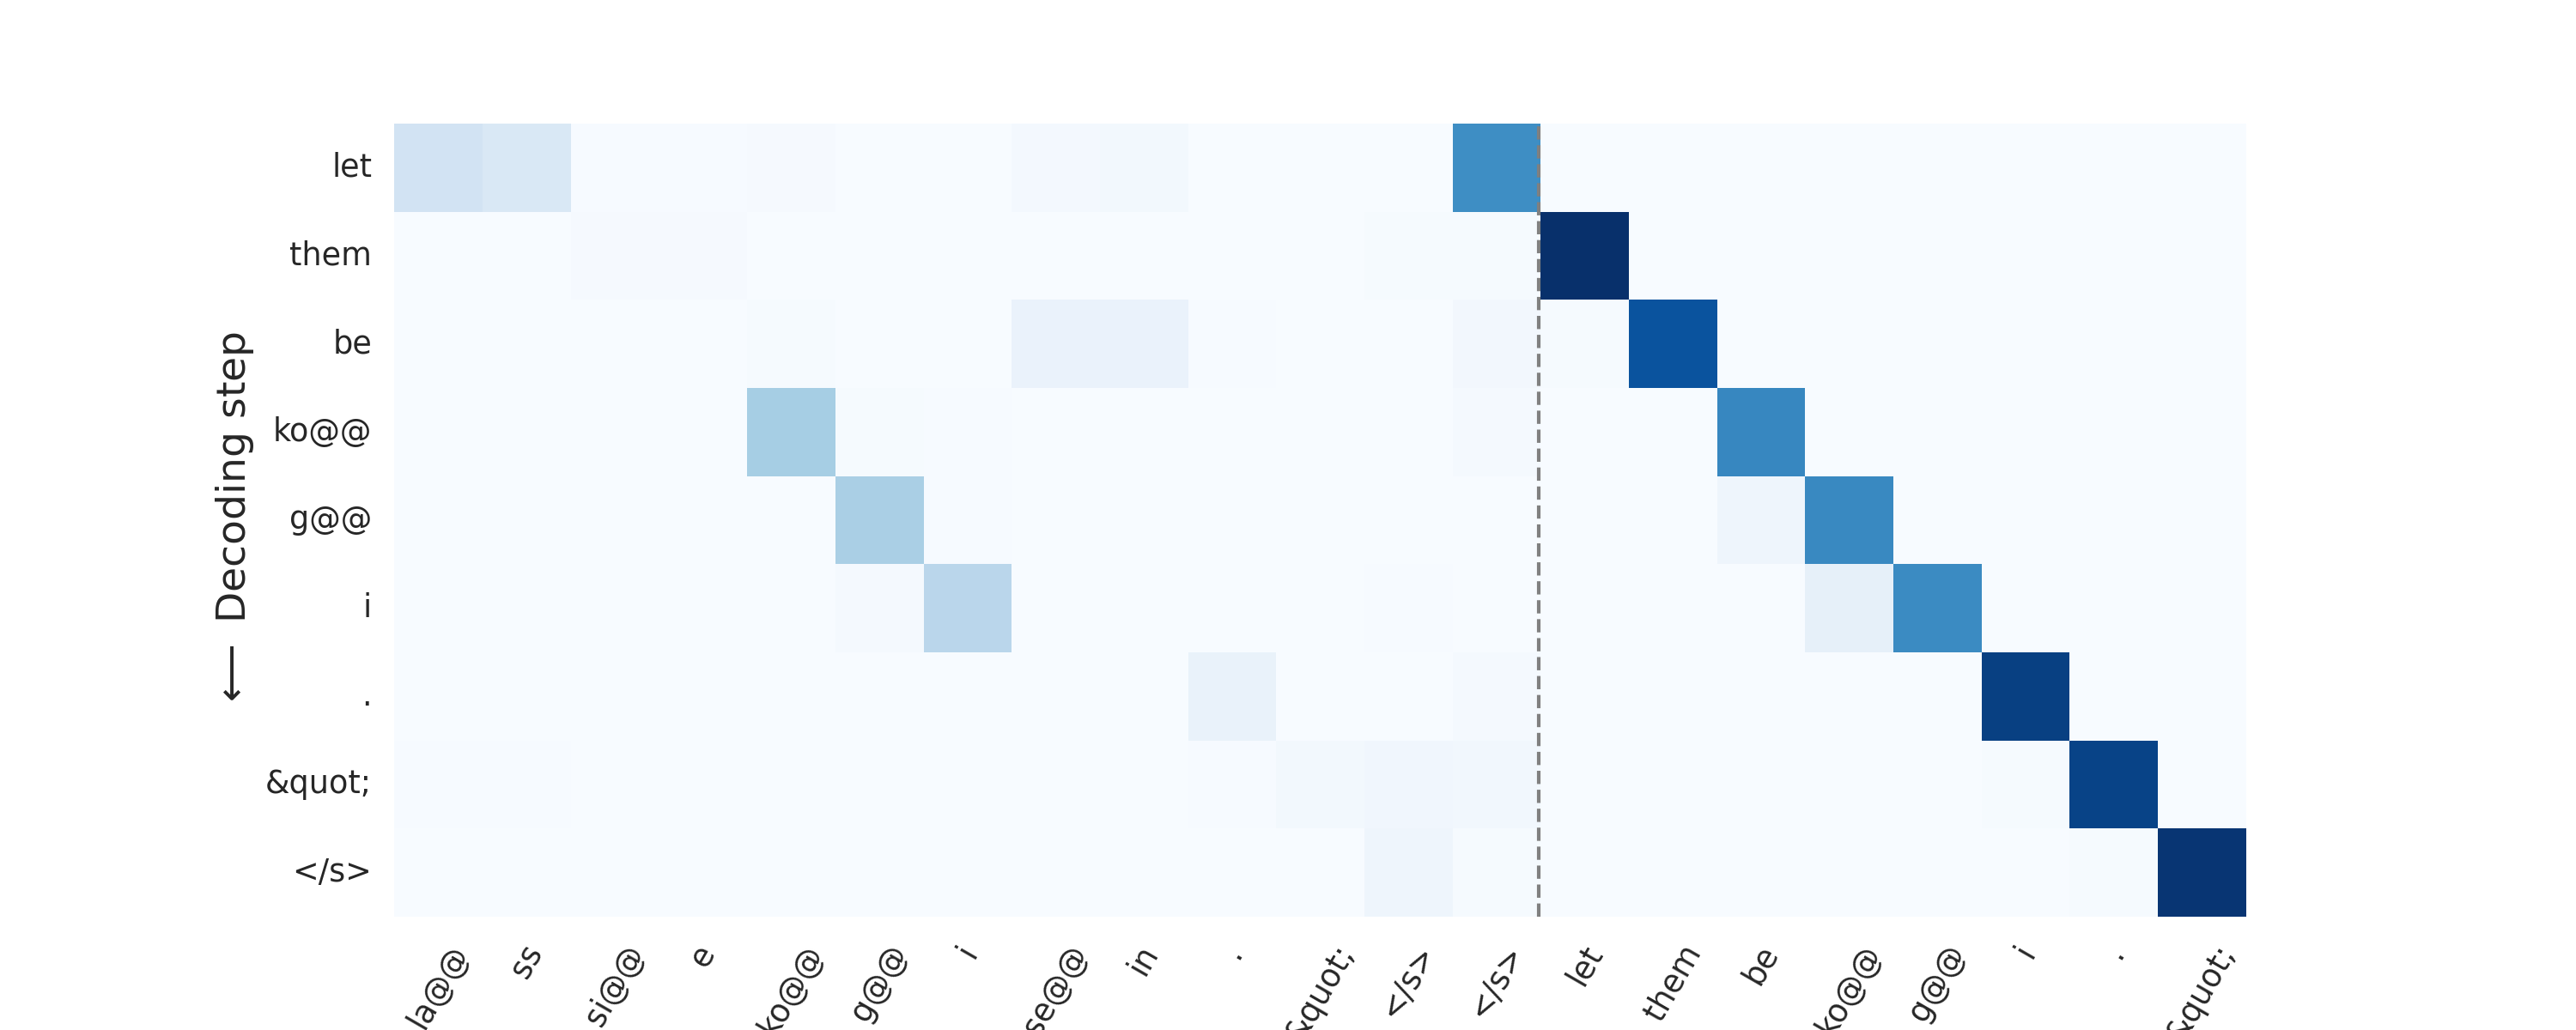 let
them
be
ko@@
g@@
i
.
&quot;
</s>
← Decoding step
la@@ ss si@@ e ko@@ g@@ i se@@ in . &quot; </s> </s> let them be ko@@ g@@ i . &quot;